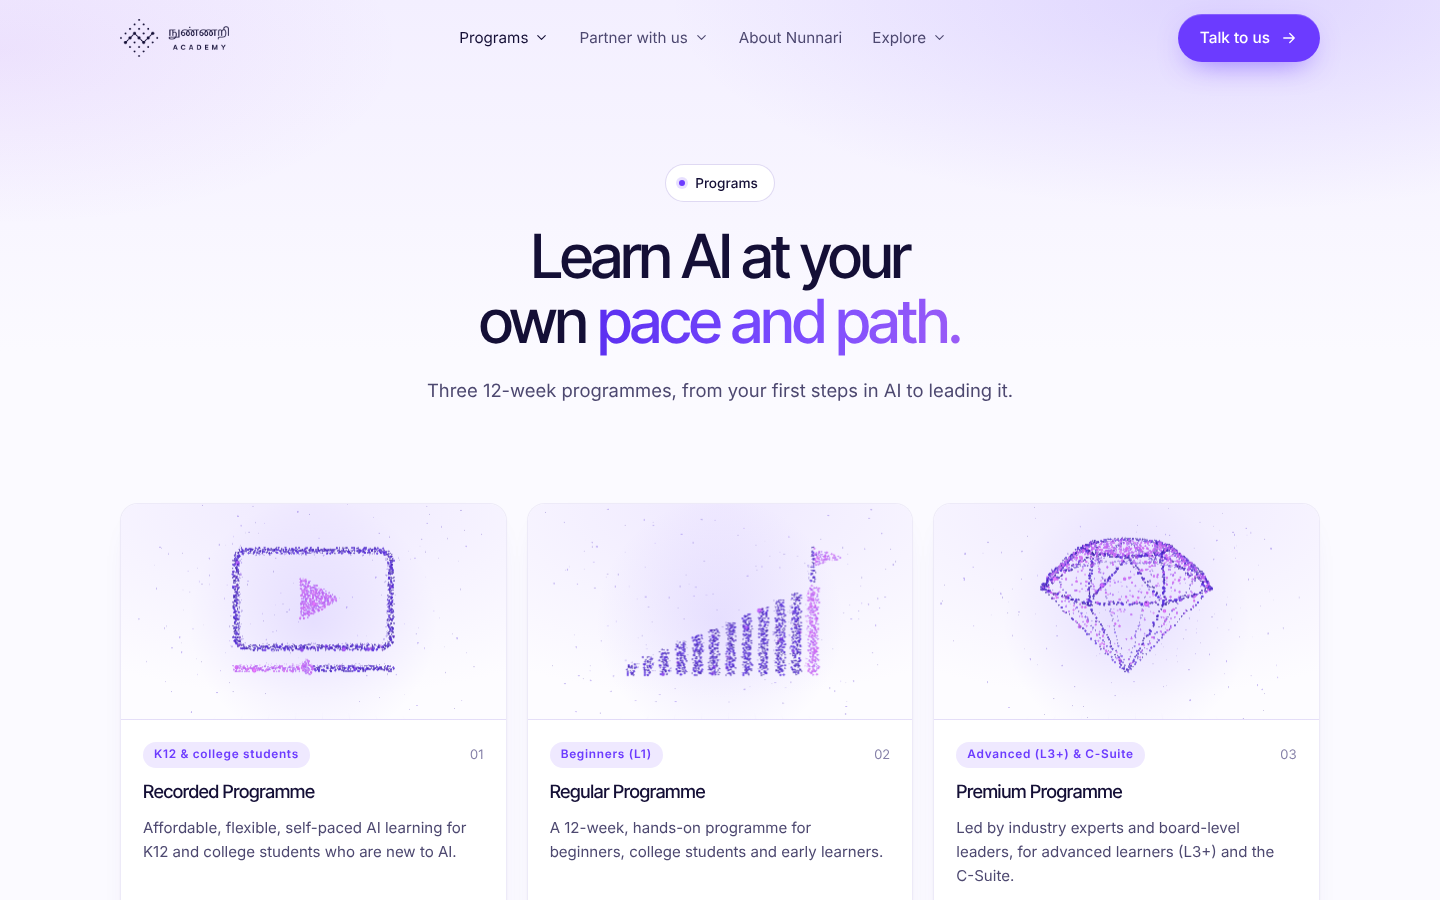 நுண்ணறி
ACADEMY
Programs
Partner with us
About Nunnari
Explore
Talk to us
Programs
Learn AI at your
own pace and path.
Three 12-week programmes, from your first steps in AI to leading it.
K12 & college students
01
Recorded Programme
Affordable, flexible, self-paced AI learning for
K12 and college students who are new to AI.
Beginners (L1)
02
Regular Programme
A 12-week, hands-on programme for
beginners, college students and early learners.
Advanced (L3+) & C-Suite
03
Premium Programme
Led by industry experts and board-level
leaders, for advanced learners (L3+) and the
C-Suite.